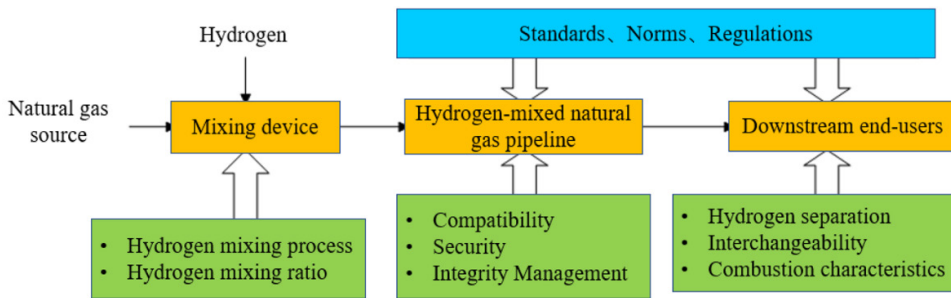 Hydrogen
Standards、Norms、Regulations
Natural gas
source
Mixing device
Hydrogen-mixed natural
gas pipeline
Downstream end-users
• Hydrogen mixing process
• Hydrogen mixing ratio
• Compatibility
• Security
• Integrity Management
• Hydrogen separation
• Interchangeability
• Combustion characteristics